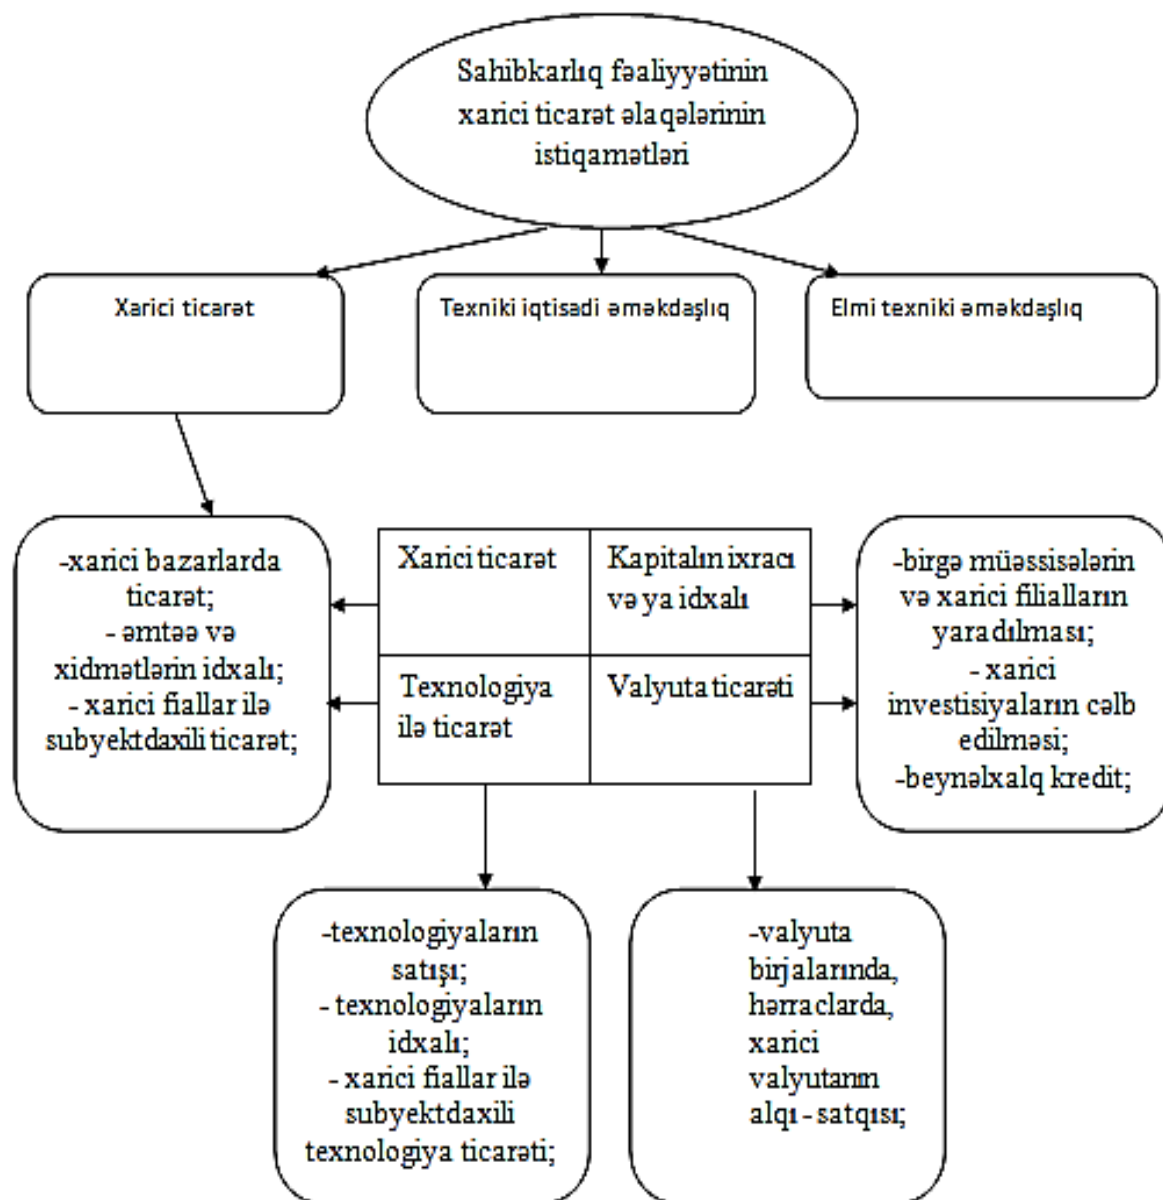 Sahibkarlıq fəaliyyətinin
xarici ticarət əlaqələrinin
istiqamətləri
Xarici ticarət
Texniki iqtisadi əməkdaşlıq
Elmi texniki əməkdaşlıq
-xarici bazarlarda
ticarət;
- əmtəə və
xidmətlərin idxalı;
- xarici fiallar ilə
subyektdaxili ticarət;
Xarici ticarət
Kapitalın ixracı
və ya idxalı
Texnologiya
ilə ticarət
Valyuta ticarəti
-birgə müəssisələrin
və xarici filialların
yaradılması;
- xarici
investisiyaların cəlb
edilməsi;
-beynəlxalq kredit;
-texnologiyaların
satışı;
- texnologiyaların
idxalı;
- xarici fiallar ilə
subyektdaxili
texnologiya ticarəti;
-valyuta
birjalarında,
hərraclarda,
xarici
valyutanın
alqı - satqısı;